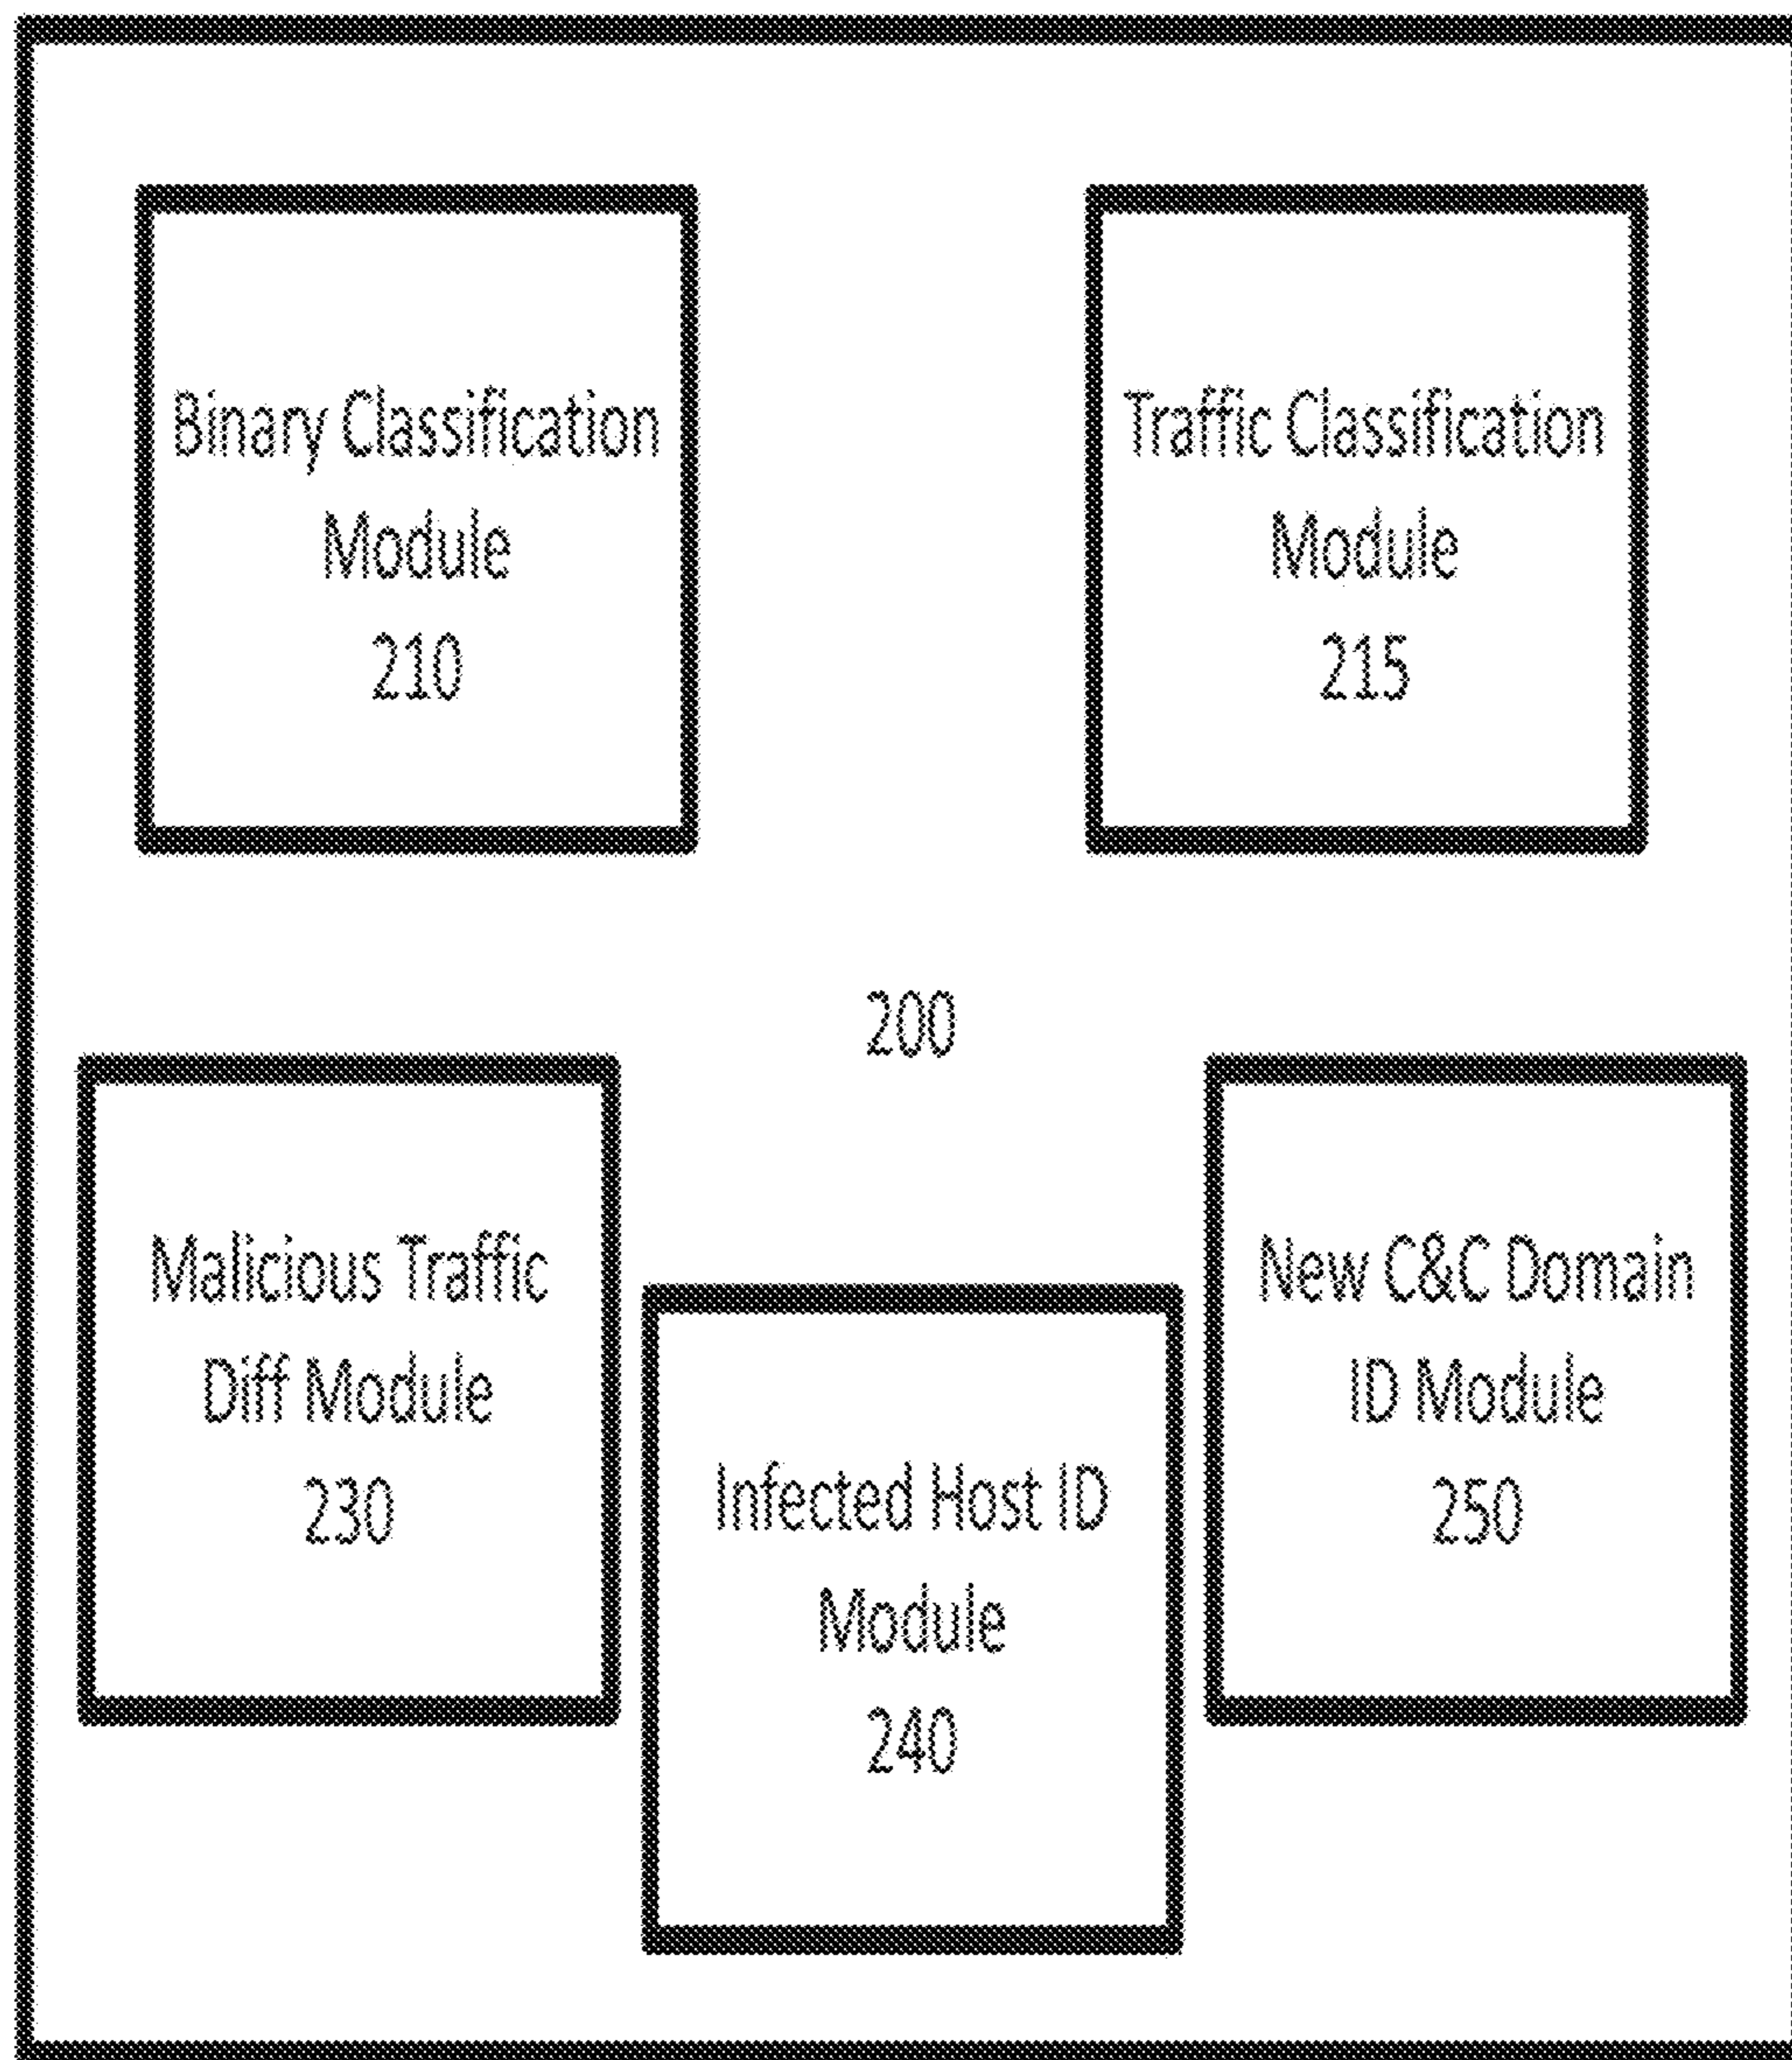 Binary Classification
Module
210
Traffic Classification
Module
215
200
Malicious Traffic
Diff Module
230
Infected Host ID
Module
240
New C&C Domain
ID Module
250